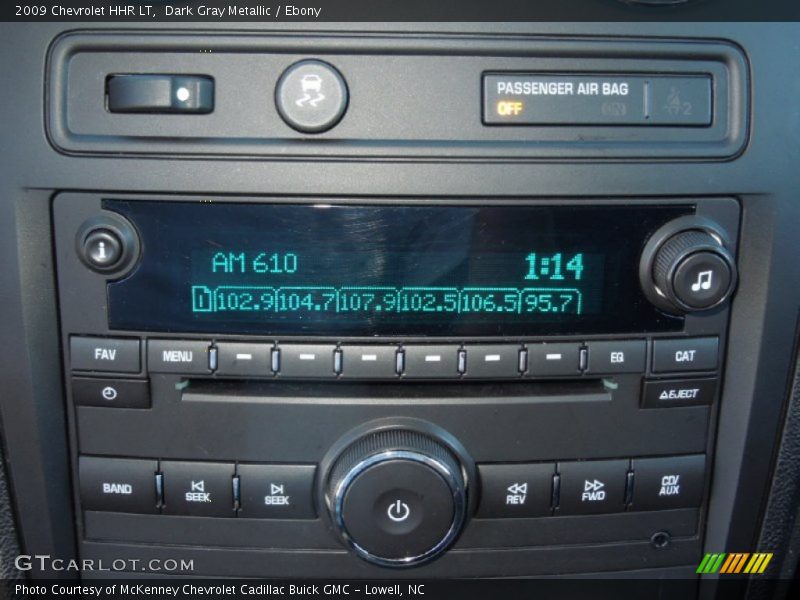 2009 Chevrolet HHR LT, Dark Gray Metallic / Ebony
PASSENGER AIR BAG
OFF
AM 610 1:14
1 102.9 104.7 107.9 102.5 106.5 95.7
FAV MENU EQ CAT
EJECT
BAND SEEK SEEK REV FWD CD/AUX
GTCARLOT.COM
Photo Courtesy of McKenney Chevrolet Cadillac Buick GMC - Lowell, NC